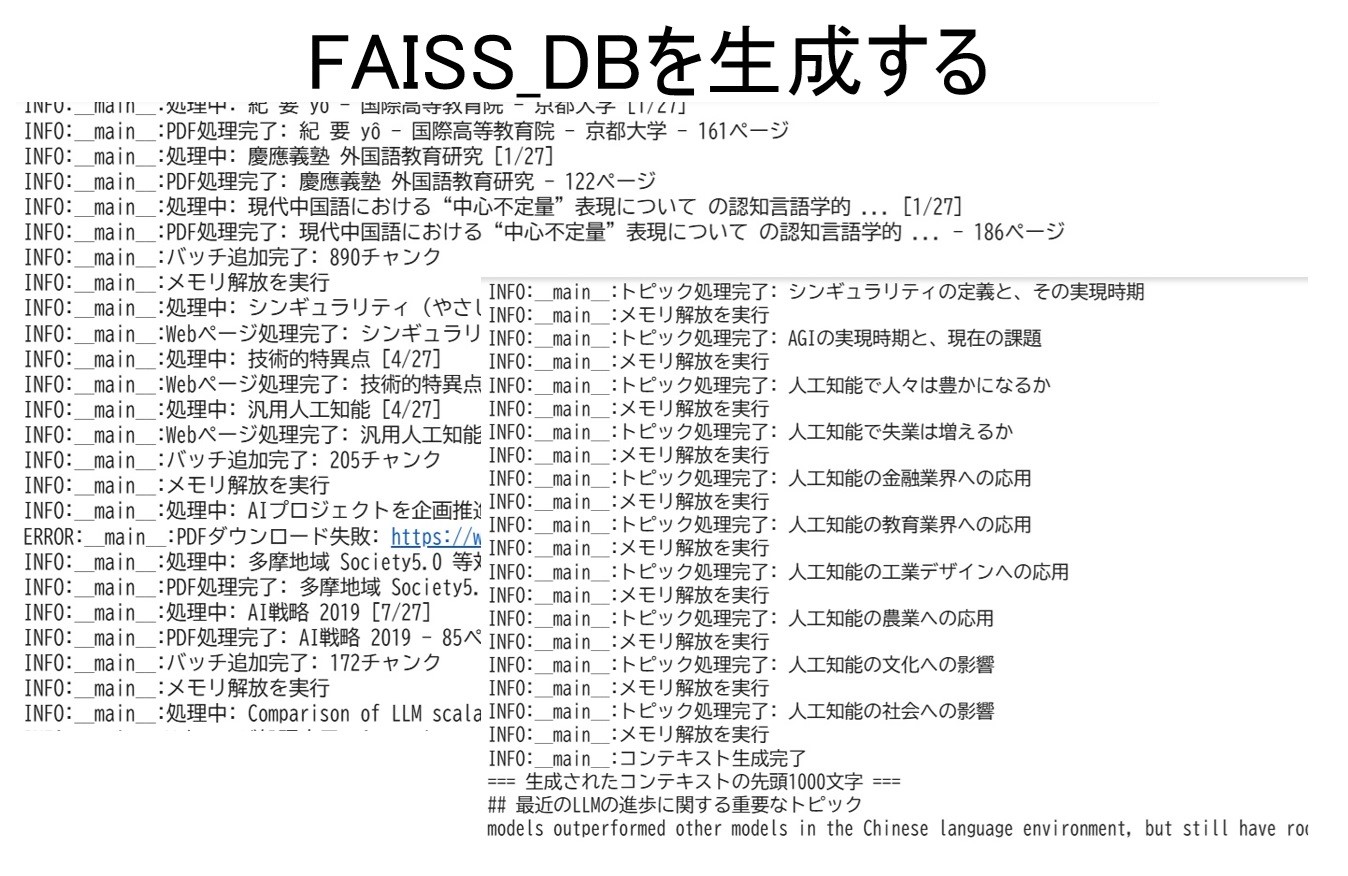 FAISS_DBを生成する
INFO:__main__:処理中: 紀 要 yô - 国際高等教育院 - 京都大学 [1/27]
INFO:__main__:PDF処理完了: 紀 要 yô - 国際高等教育院 - 京都大学 - 161ページ
INFO:__main__:処理中: 慶應義塾 外国語教育研究 [1/27]
INFO:__main__:PDF処理完了: 慶應義塾 外国語教育研究 - 122ページ
INFO:__main__:処理中: 現代中国語における “中心不定量” 表現について の認知言語学的 ... [1/27]
INFO:__main__:PDF処理完了: 現代中国語における “中心不定量” 表現について の認知言語学的 ... - 186ページ
INFO:__main__:バッチ追加完了: 890チャンク
INFO:__main__:メモリ解放を実行
INFO:__main__:処理中: シンギュラリティ (やさし
INFO:__main__:Webページ処理完了: シンギュラリ
INFO:__main__:処理中: 技術的特異点 [4/27]
INFO:__main__:Webページ処理完了: 技術的特異点
INFO:__main__:処理中: 汎用人工知能 [4/27]
INFO:__main__:Webページ処理完了: 汎用人工知能
INFO:__main__:バッチ追加完了: 205チャンク
INFO:__main__:メモリ解放を実行
INFO:__main__:処理中: AIプロジェクトを企画推進
ERROR:__main__:PDFダウンロード失敗: https://w
INFO:__main__:処理中: 多摩地域 Society5.0 等
INFO:__main__:PDF処理完了: 多摩地域 Society5.
INFO:__main__:処理中: AI戦略 2019 [7/27]
INFO:__main__:PDF処理完了: AI戦略 2019 - 85ペ
INFO:__main__:バッチ追加完了: 172チャンク
INFO:__main__:メモリ解放を実行
INFO:__main__:処理中: Comparison of LLM scala
INFO:__main__:トピック処理完了: シンギュラリティの定義と、その実現時期
INFO:__main__:メモリ解放を実行
INFO:__main__:トピック処理完了: AGIの実現時期と、現在の課題
INFO:__main__:メモリ解放を実行
INFO:__main__:トピック処理完了: 人工知能で人々は豊かになるか
INFO:__main__:メモリ解放を実行
INFO:__main__:トピック処理完了: 人工知能で失業は増えるか
INFO:__main__:メモリ解放を実行
INFO:__main__:トピック処理完了: 人工知能の金融業界への応用
INFO:__main__:メモリ解放を実行
INFO:__main__:トピック処理完了: 人工知能の教育業界への応用
INFO:__main__:メモリ解放を実行
INFO:__main__:トピック処理完了: 人工知能の工業デザインへの応用
INFO:__main__:メモリ解放を実行
INFO:__main__:トピック処理完了: 人工知能の農業への応用
INFO:__main__:メモリ解放を実行
INFO:__main__:トピック処理完了: 人工知能の文化への影響
INFO:__main__:メモリ解放を実行
INFO:__main__:トピック処理完了: 人工知能の社会への影響
INFO:__main__:メモリ解放を実行
INFO:__main__:コンテキスト生成完了
=== 生成されたコンテキストの先頭1000文字 ===
## 最近のLLMの進歩に関する重要なトピック
models outperformed other models in the Chinese language environment, but still have